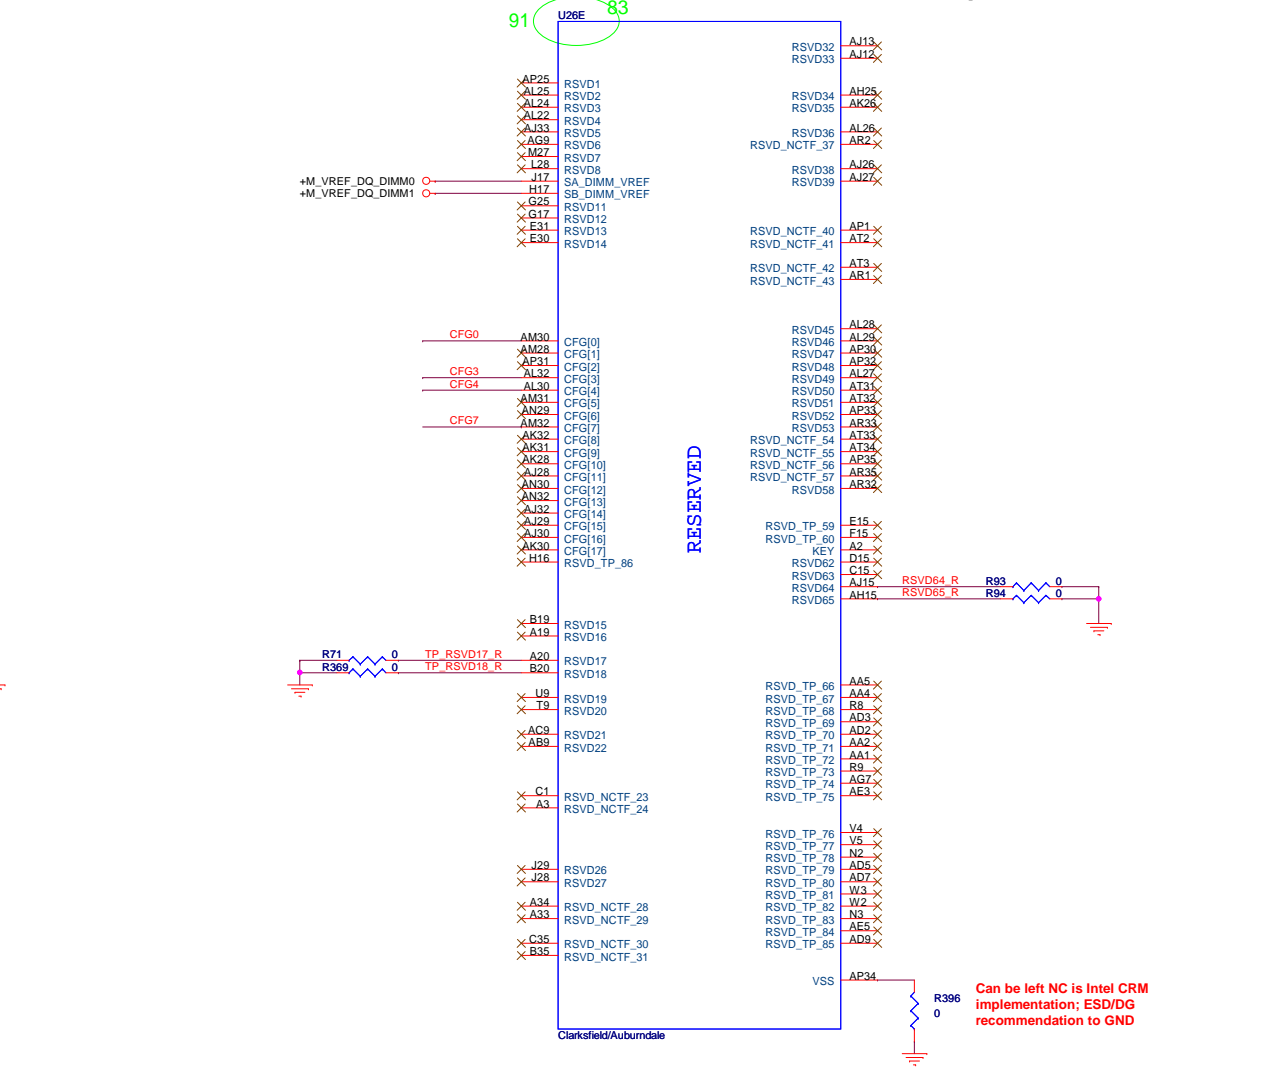 91
83
U26E
AP25 RSVD1
AL25 RSVD2
AL24 RSVD3
AL22 RSVD4
AJ33 RSVD5
AG9 RSVD6
M27 RSVD7
L28 RSVD8
+M_VREF_DQ_DIMM0 J17 SA_DIMM_VREF
+M_VREF_DQ_DIMM1 H17 SB_DIMM_VREF
G25 RSVD11
G17 RSVD12
E31 RSVD13
E30 RSVD14
CFG0 AM30 CFG[0]
AM28 CFG[1]
AP31 CFG[2]
CFG3 AL32 CFG[3]
CFG4 AL30 CFG[4]
AM31 CFG[5]
AN29 CFG[6]
CFG7 AM32 CFG[7]
AK32 CFG[8]
AK31 CFG[9]
AK28 CFG[10]
AJ28 CFG[11]
AN30 CFG[12]
AN32 CFG[13]
AJ32 CFG[14]
AJ29 CFG[15]
AJ30 CFG[16]
AK30 CFG[17]
H16 RSVD_TP_86
B19 RSVD15
A19 RSVD16
R71 0 TP_RSVD17_R A20 RSVD17
R369 0 TP_RSVD18_R B20 RSVD18
U9 RSVD19
T9 RSVD20
AC9 RSVD21
AB9 RSVD22
C1 RSVD_NCTF_23
A3 RSVD_NCTF_24
J29 RSVD26
J28 RSVD27
A34 RSVD_NCTF_28
A33 RSVD_NCTF_29
C35 RSVD_NCTF_30
B35 RSVD_NCTF_31
RESERVED
RSVD32 AJ13
RSVD33 AJ12
RSVD34 AH25
RSVD35 AK26
RSVD36 AL26
RSVD_NCTF_37 AR2
RSVD38 AJ26
RSVD39 AJ27
RSVD_NCTF_40 AP1
RSVD_NCTF_41 AT2
RSVD_NCTF_42 AT3
RSVD_NCTF_43 AR1
RSVD45 AL28
RSVD46 AL29
RSVD47 AP30
RSVD48 AP32
RSVD49 AL27
RSVD50 AT31
RSVD51 AT32
RSVD52 AP33
RSVD53 AR33
RSVD_NCTF_54 AT33
RSVD_NCTF_55 AT34
RSVD_NCTF_56 AP35
RSVD_NCTF_57 AR35
RSVD58 AR32
RSVD_TP_59 E15
RSVD_TP_60 F15
KEY A2
RSVD62 D15
RSVD63 C15
RSVD64 AJ15 RSVD64_R R93 0
RSVD65 AH15 RSVD65_R R94 0
RSVD_TP_66 AA5
RSVD_TP_67 AA4
RSVD_TP_68 R8
RSVD_TP_69 AD3
RSVD_TP_70 AD2
RSVD_TP_71 AA2
RSVD_TP_72 AA1
RSVD_TP_73 R9
RSVD_TP_74 AG7
RSVD_TP_75 AE3
RSVD_TP_76 V4
RSVD_TP_77 V5
RSVD_TP_78 N2
RSVD_TP_79 AD5
RSVD_TP_80 AD7
RSVD_TP_81 W3
RSVD_TP_82 W2
RSVD_TP_83 N3
RSVD_TP_84 AE5
RSVD_TP_85 AD9
VSS AP34
R396
0
Can be left NC is Intel CRM
implementation; ESD/DG
recommendation to GND
Clarksfield/Auburndale